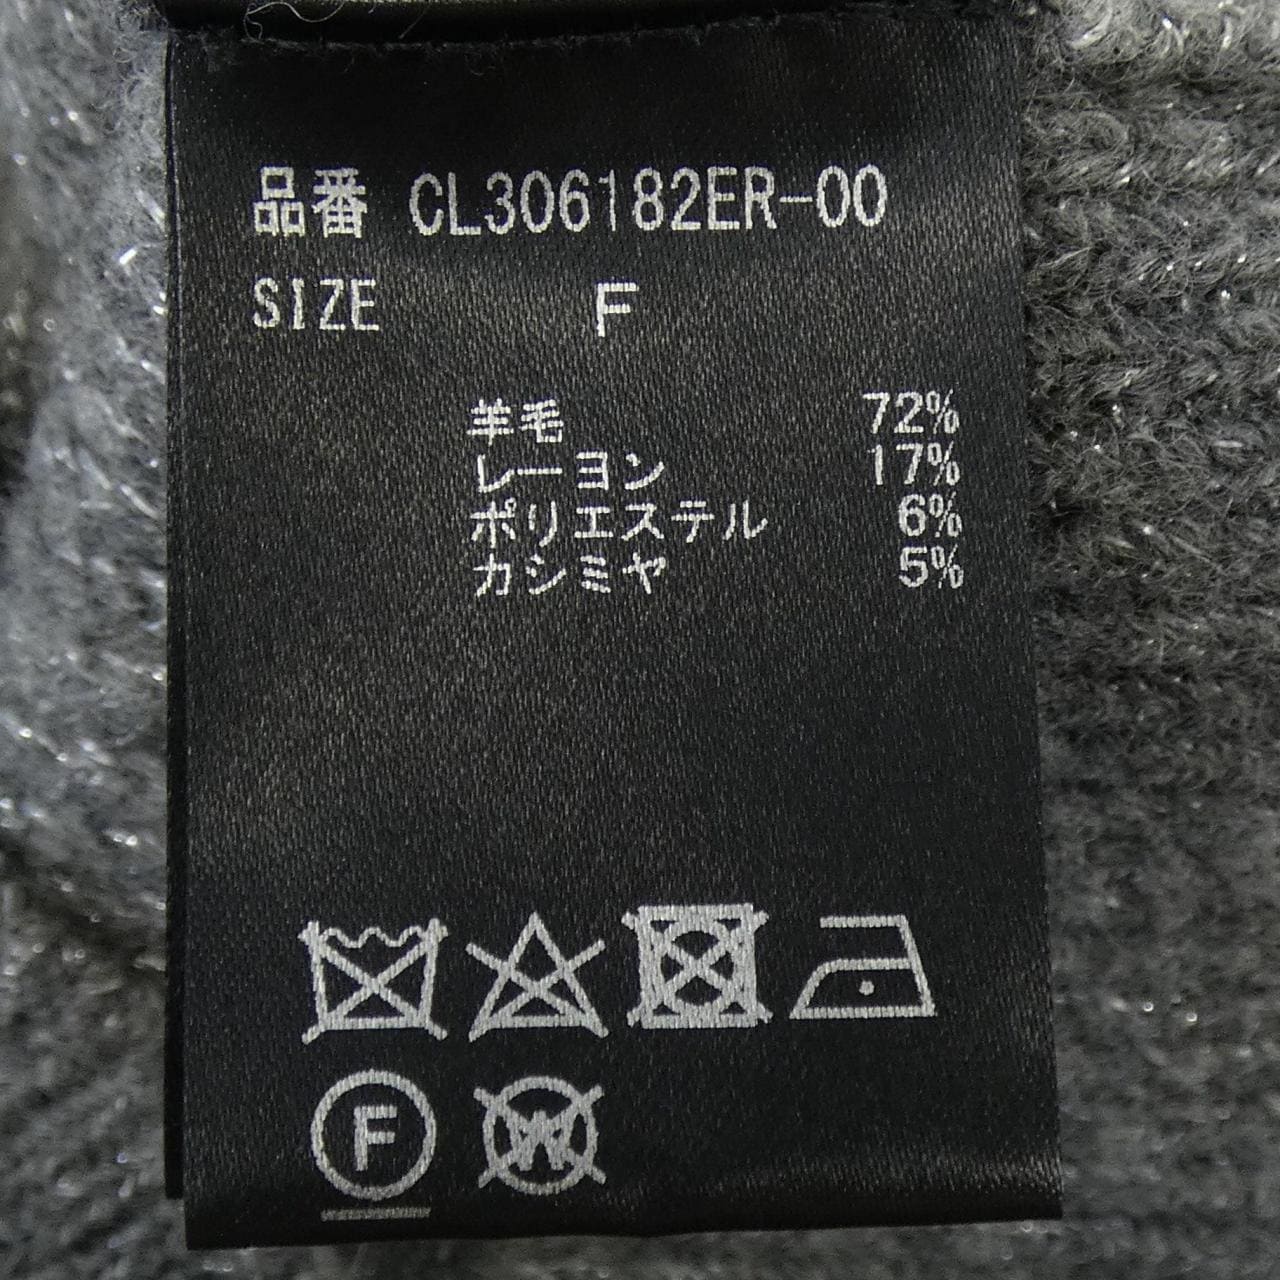 品番 CL306182ER-00
SIZE F
羊毛 72%
レーヨン 17%
ポリエステル 6%
カシミヤ 5%
F W